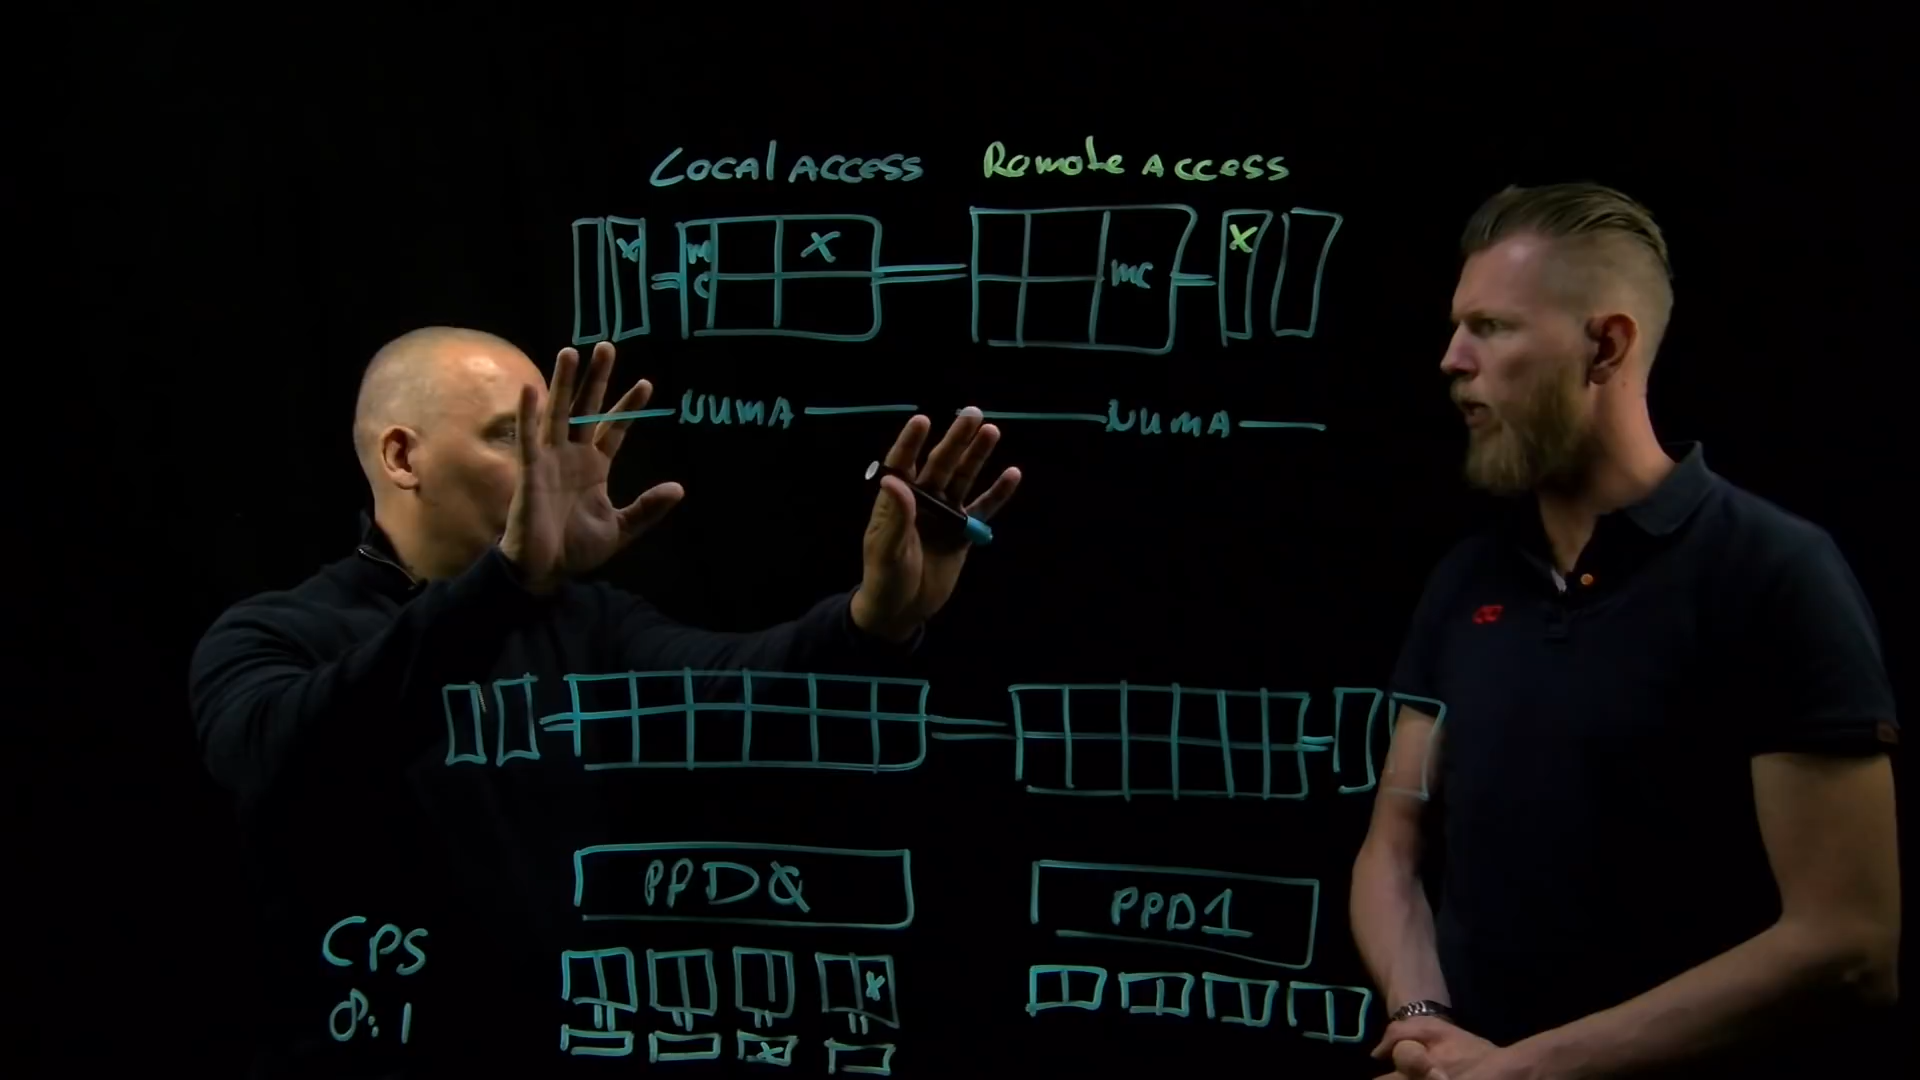 Local Access
Remote Access
X
MC
X
MC
X
NUMA
NUMA
PPD0
PPD1
CPS
8:1
X
X